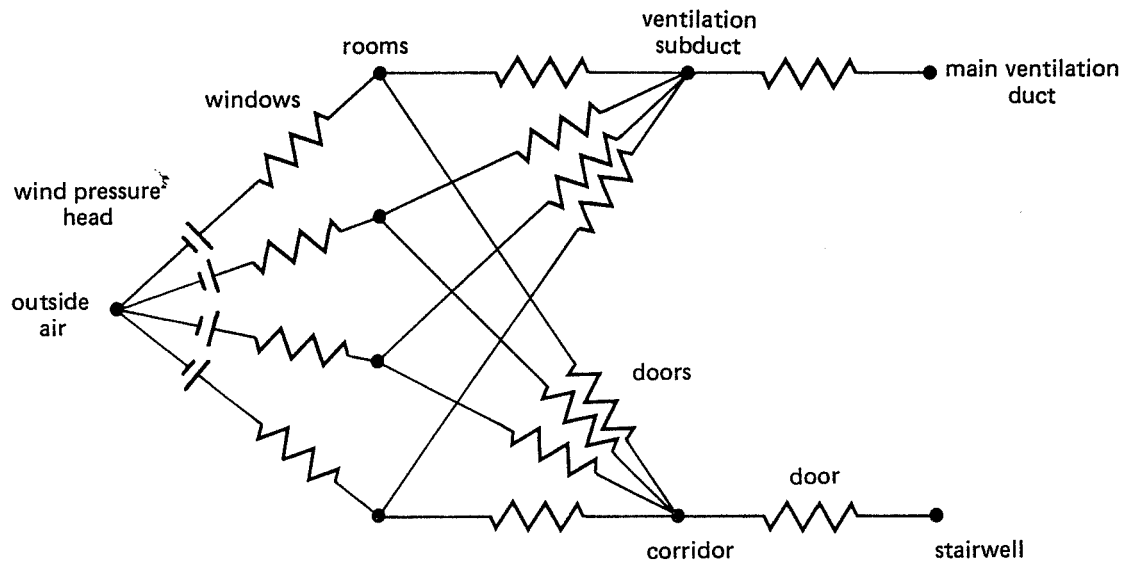 ventilation
subduct
rooms
main ventilation
duct
windows
wind pressure
head
outside
air
doors
door
corridor
stairwell